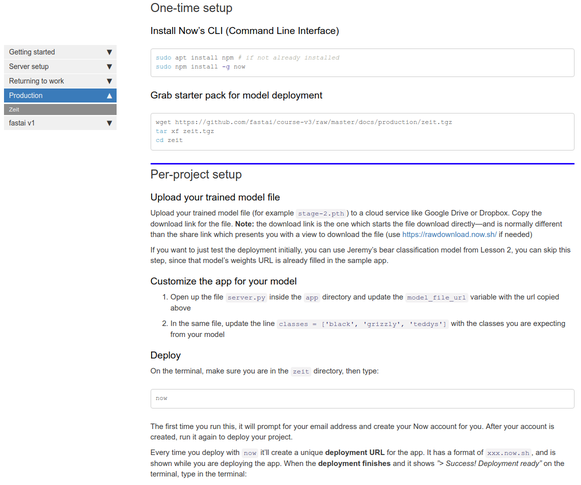 Getting started
Server setup
Returning to work
Production
Zeit
fastai v1
One-time setup
Install Now's CLI (Command Line Interface)
sudo apt install npm # if not already installed
sudo npm install -g now
Grab starter pack for model deployment
wget https://github.com/fastai/course-v3/raw/master/docs/production/zeit.tgz
tar xf zeit.tgz
cd zeit
Per-project setup
Upload your trained model file
Upload your trained model file (for example stage-2.pth ) to a cloud service like Google Drive or Dropbox. Copy the
download link for the file. Note: the download link is the one which starts the file download directly—and is normally different
than the share link which presents you with a view to download the file (use https://rawdownload.now.sh/ if needed)
If you want to just test the deployment initially, you can use Jeremy's bear classification model from Lesson 2, you can skip this
step, since that model's weights URL is already filled in the sample app.
Customize the app for your model
1. Open up the file server.py inside the app directory and update the model_file_url variable with the url copied
above
2. In the same file, update the line classes = ['black', 'grizzly', 'teddys'] with the classes you are expecting
from your model
Deploy
On the terminal, make sure you are in the zeit directory, then type:
now
The first time you run this, it will prompt for your email address and create your Now account for you. After your account is
created, run it again to deploy your project.
Every time you deploy with now it'll create a unique deployment URL for the app. It has a format of xxx.now.sh , and is
shown while you are deploying the app. When the deployment finishes and it shows "> Success! Deployment ready" on the
terminal, type in the terminal: